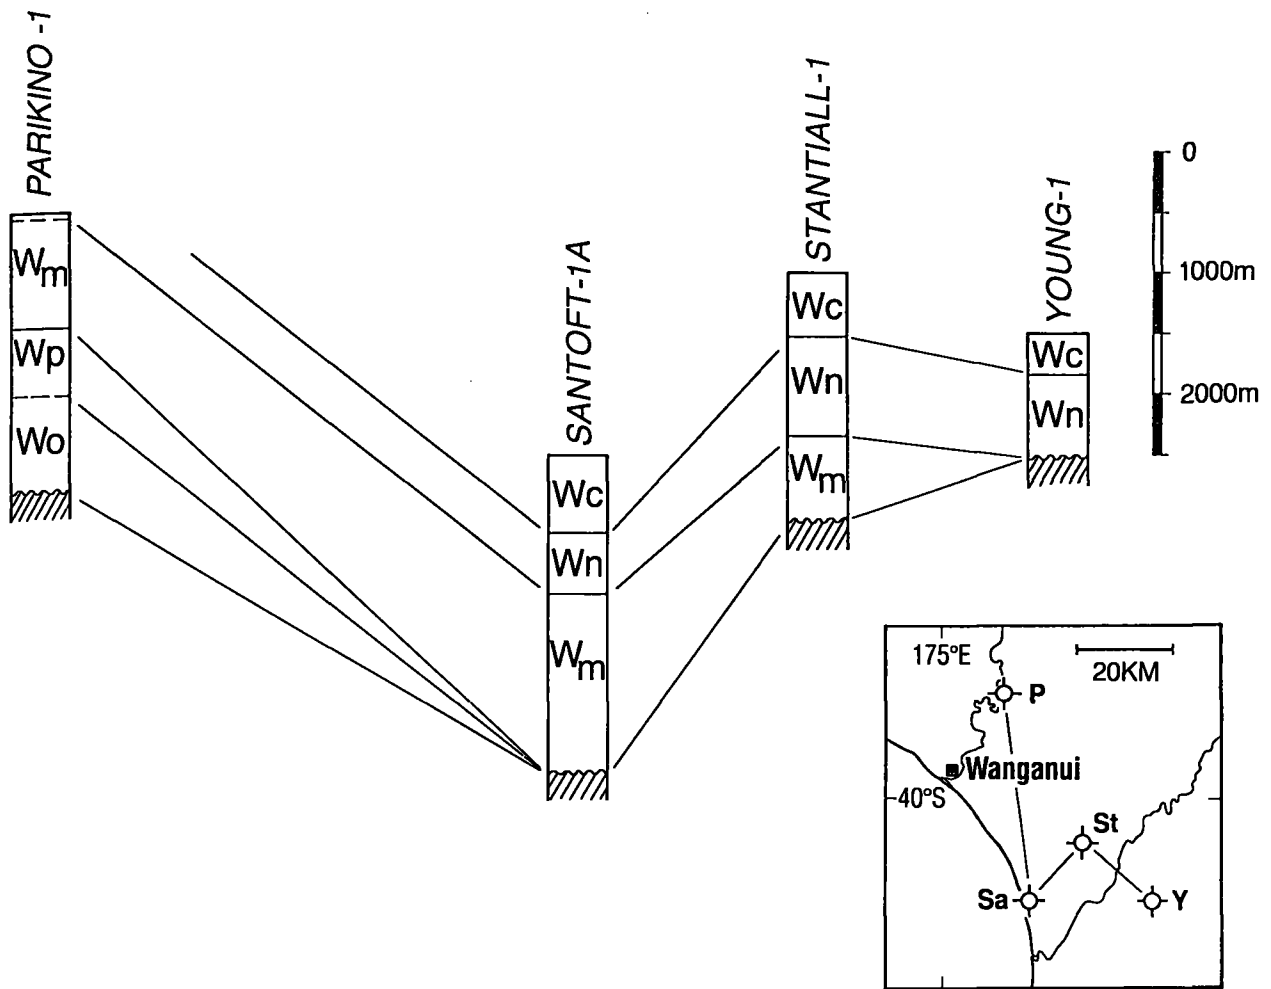 PARIKINO -1
Wm
Wp
Wo
SANTOFT-1A
Wc
Wn
Wm
STANTIALL-1
Wc
Wn
Wm
YOUNG-1
Wc
Wn
0
1000m
2000m
175°E
20KM
P
Wanganui
40°S
St
Sa
Y